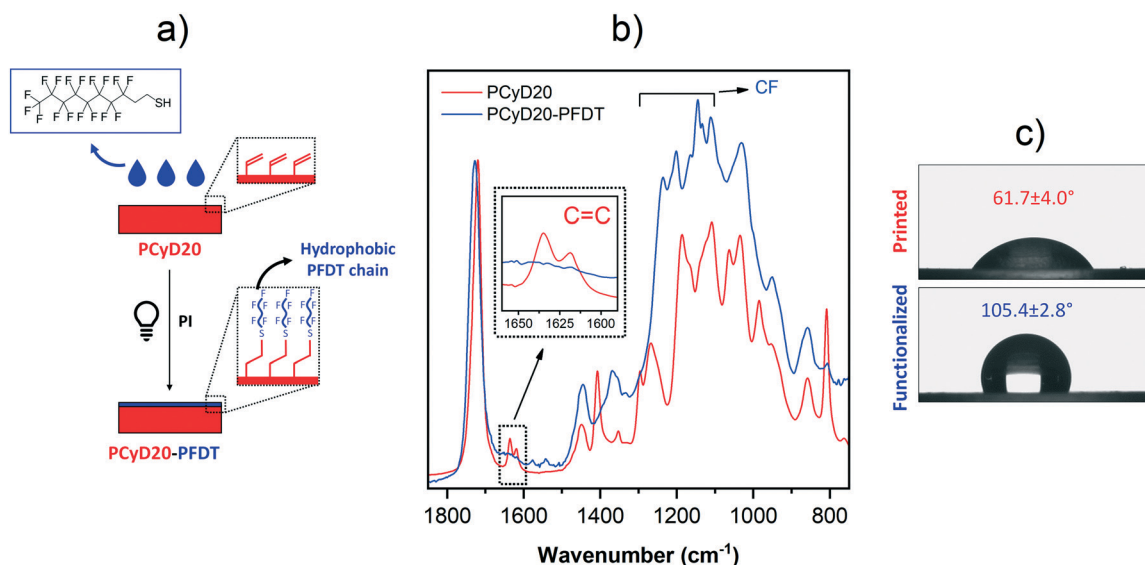 a)
F F F F F F F F
F
F
F
F F F F F F F F
SH
PCyD20
Hydrophobic
PFDT chain
PI
F F F
F F F
F F F F F F
S S S
PCyD20-PFDT
b)
PCyD20
PCyD20-PFDT
CF
C=C
1650 1625 1600
1800 1600 1400 1200 1000 800
Wavenumber (cm⁻¹)
c)
Printed
61.7±4.0°
Functionalized
105.4±2.8°